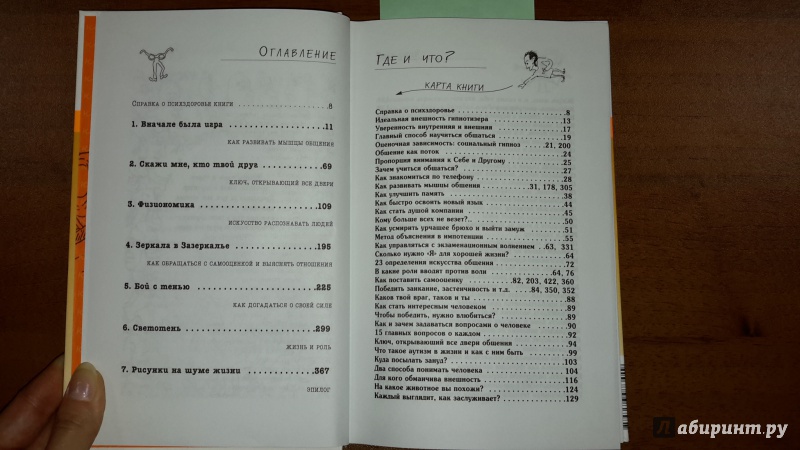 Оглавление
Справка о психздоровье книги 8
1. Вначале была игра 11
как развивать мышцы общения
2. Скажи мне, кто твой друг 69
ключ, открывающий все двери
3. Физиономика 109
искусство распознавать людей
4. Зеркала в Зазеркалье 195
как обращаться с самооценкой и выяснять отношения
5. Бой с тенью 225
как догадаться о своей силе
6. Светотень 299
жизнь и роль
7. Рисунки на шуме жизни 367
эпилог
Где и что?
карта книги
Справка о психздоровье 8
Идеальная внешность гипнотизера 13
Уверенность внутренняя и внешняя 17
Главный способ научиться общаться 19
Оценочная зависимость: социальный гипноз 21, 200
Общение как поток 24
Пропорция внимания к Себе и Другому 25
Зачем учиться общаться? 27
Как знакомиться по телефону 28
Как развивать мышцы общения 31, 178, 305
Как улучшить память 38
Как быстро освоить новый язык 44
Как стать душой компании 45
Кому больше всех не везет? 50
Как усмирить урчащее брюхо и выйти замуж 51
Метод объяснения в импотенции 55
Как управляться с экзаменационным волнением 63, 331
Сколько нужно «Я» для хорошей жизни? 64
23 определения искусства общения 72
В какие роли вводят против воли 64, 76
Как поставить самооценку 82, 203, 422, 360
Победить заикание, застенчивость и т.д. 84, 350, 352
Каков твой враг, таков и ты 88
Как стать интересным человеком 89
Чтобы победить, нужно влюбиться? 89
Как и зачем задаваться вопросами о человеке 90
15 главных вопросов о каждом 92
Ключ, открывающий все двери общения 94
Что такое аутизм в жизни и как с ним быть 99
Куда посылать зануд? 103
Два способа понимать человека 104
Для кого обманчива внешность 116
На какое животное вы похожи? 124
Каждый выглядит, как заслуживает? 129
Лабиринт.ру